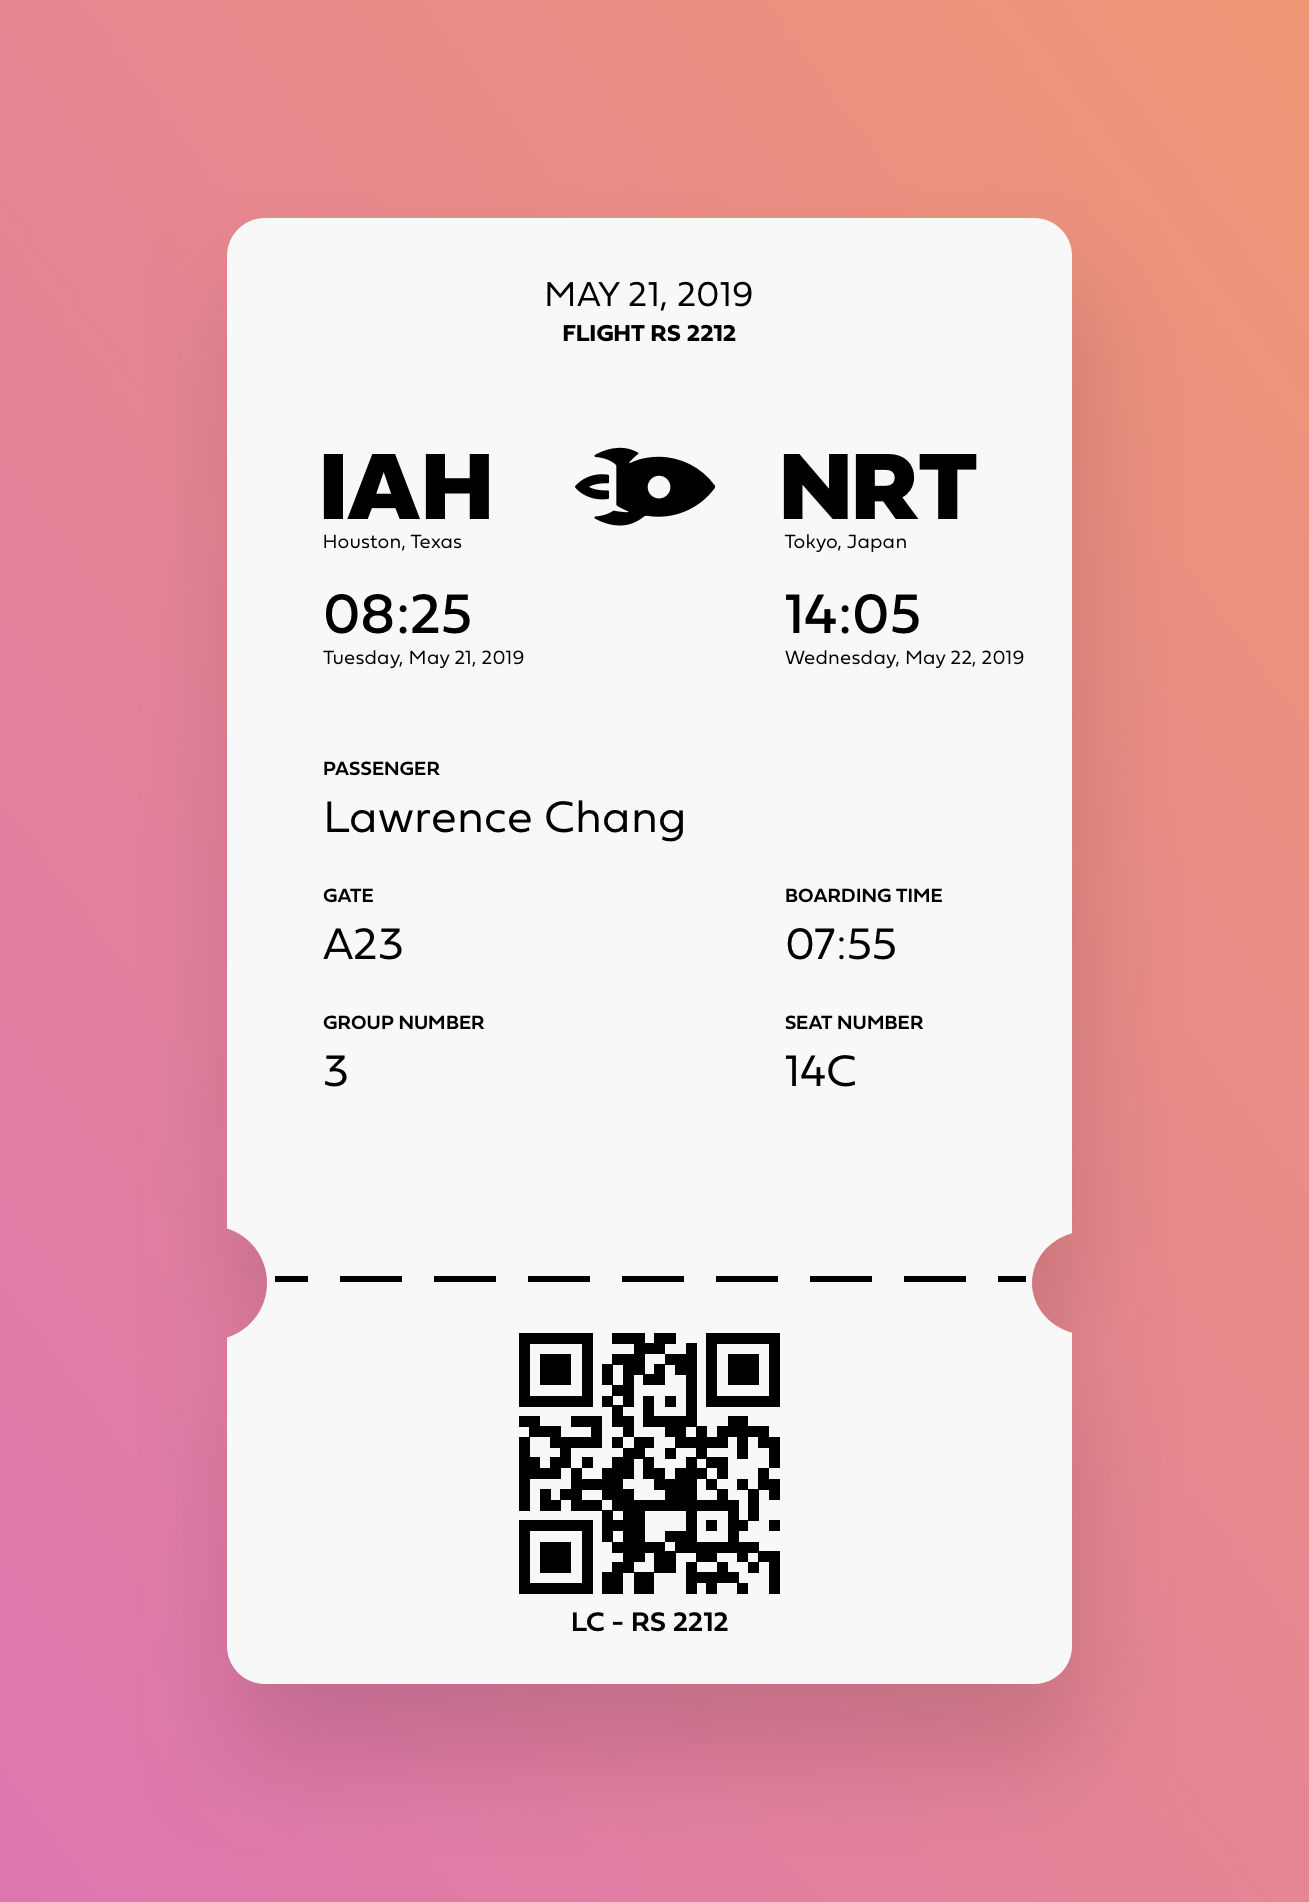 MAY 21, 2019
FLIGHT RS 2212
IAH
NRT
Houston, Texas
Tokyo, Japan
08:25
14:05
Tuesday, May 21, 2019
Wednesday, May 22, 2019
PASSENGER
Lawrence Chang
GATE
BOARDING TIME
A23
07:55
GROUP NUMBER
SEAT NUMBER
3
14C
LC - RS 2212